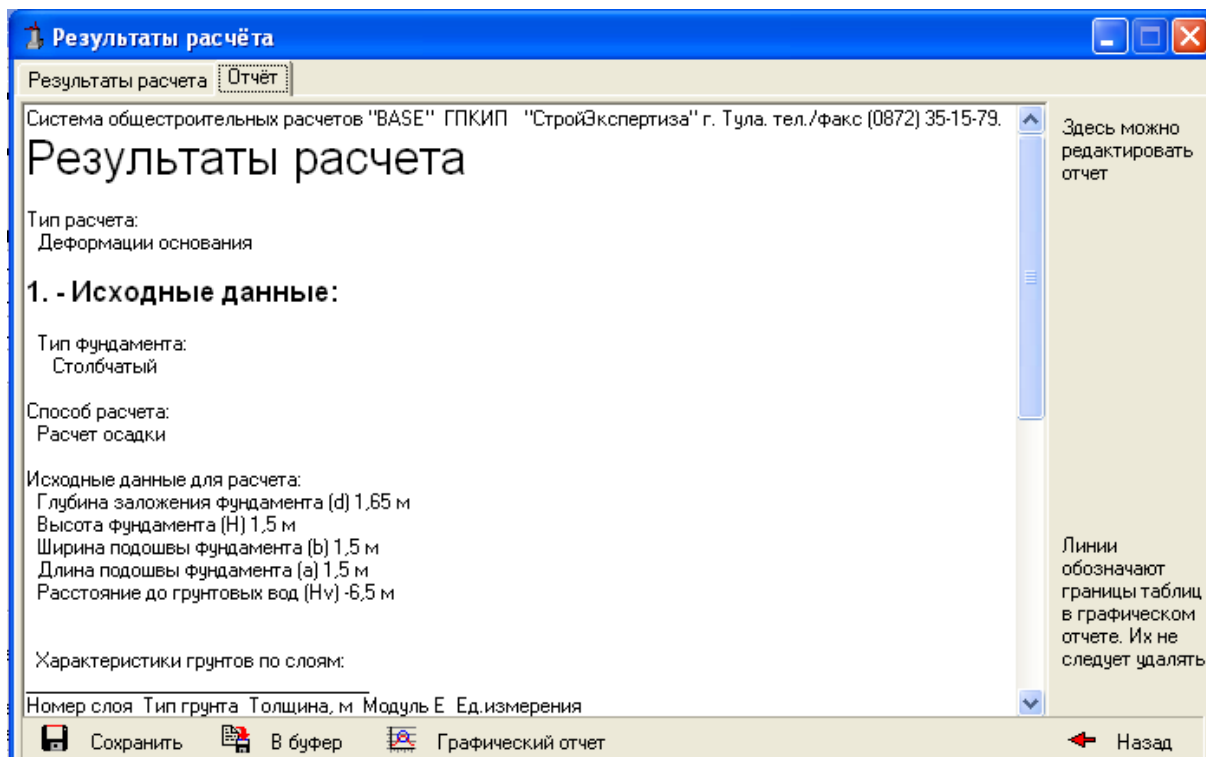 Результаты расчёта
Результаты расчета Отчёт
Система общестроительных расчетов "BASE" ГПКИП "СтройЭкспертиза" г. Тула. тел./факс (0872) 35-15-79.
Результаты расчета
Тип расчета:
Деформации основания
1. - Исходные данные:
Тип фундамента:
Столбчатый
Способ расчета:
Расчет осадки
Исходные данные для расчета:
Глубина заложения фундамента (d) 1,65 м
Высота фундамента (H) 1,5 м
Ширина подошвы фундамента (b) 1,5 м
Длина подошвы фундамента (a) 1,5 м
Расстояние до грунтовых вод (Hv) -6,5 м
Характеристики грунтов по слоям:
Номер слоя Тип грунта Толщина, м Модуль E Ед.измерения
Здесь можно
редактировать
отчет
Линии
обозначают
границы таблиц
в графическом
отчете. Их не
следует удалять
Сохранить В буфер Графический отчет Назад